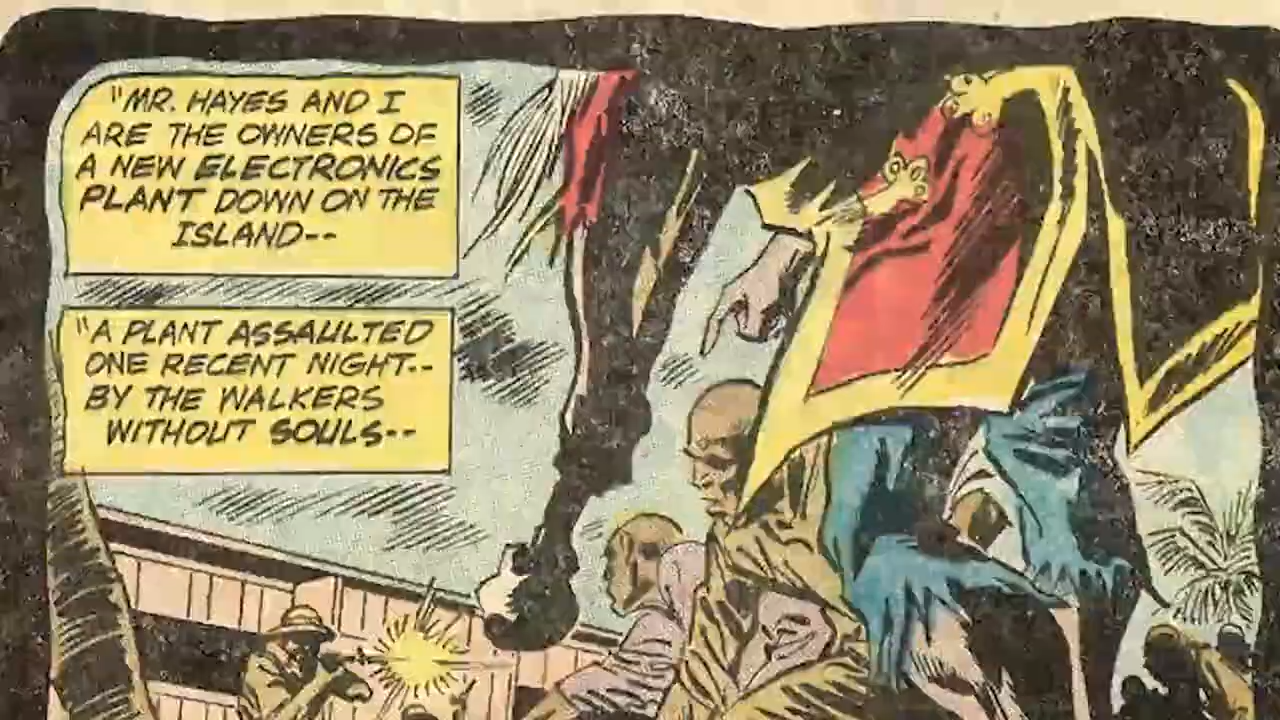 "MR. HAYES AND I
ARE THE OWNERS OF
A NEW ELECTRONICS
PLANT DOWN ON THE
ISLAND--
"A PLANT ASSAULTED
ONE RECENT NIGHT--
BY THE WALKERS
WITHOUT SOULS--